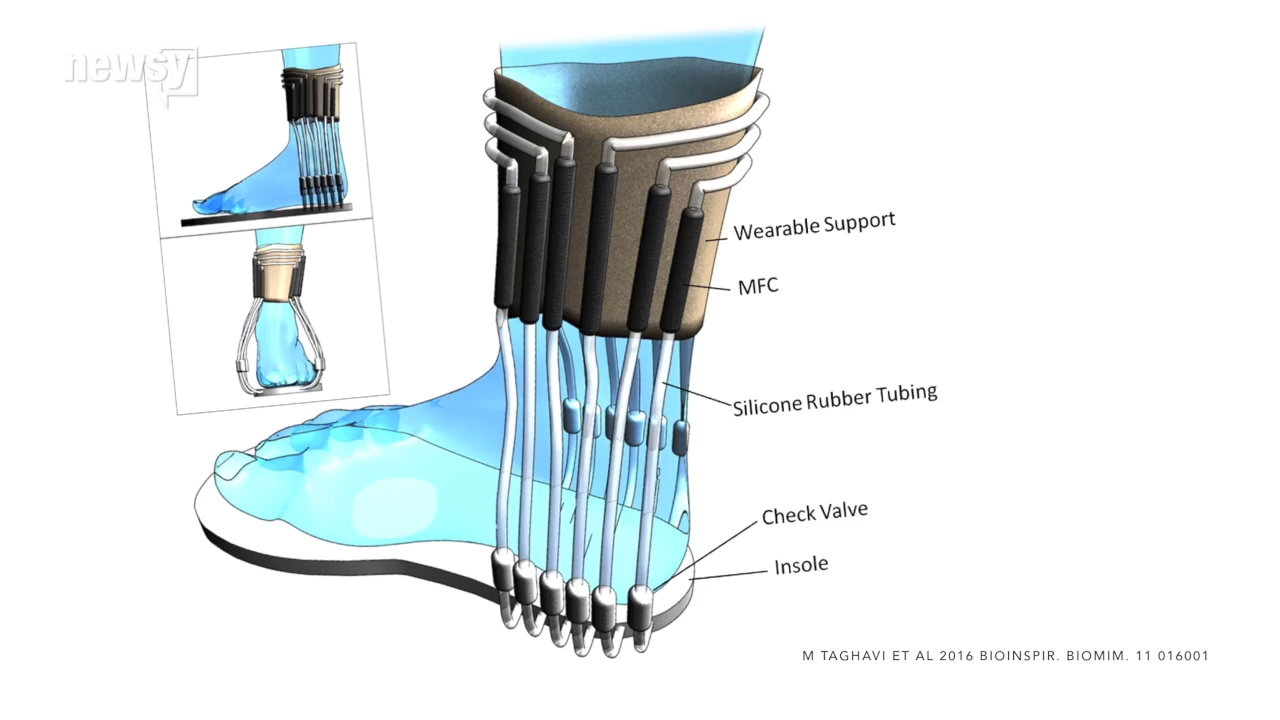 newsy
Wearable Support
MFC
Silicone Rubber Tubing
Check Valve
Insole
M TAGHAVI ET AL 2016 BIOINSPIR. BIOMIM. 11 016001